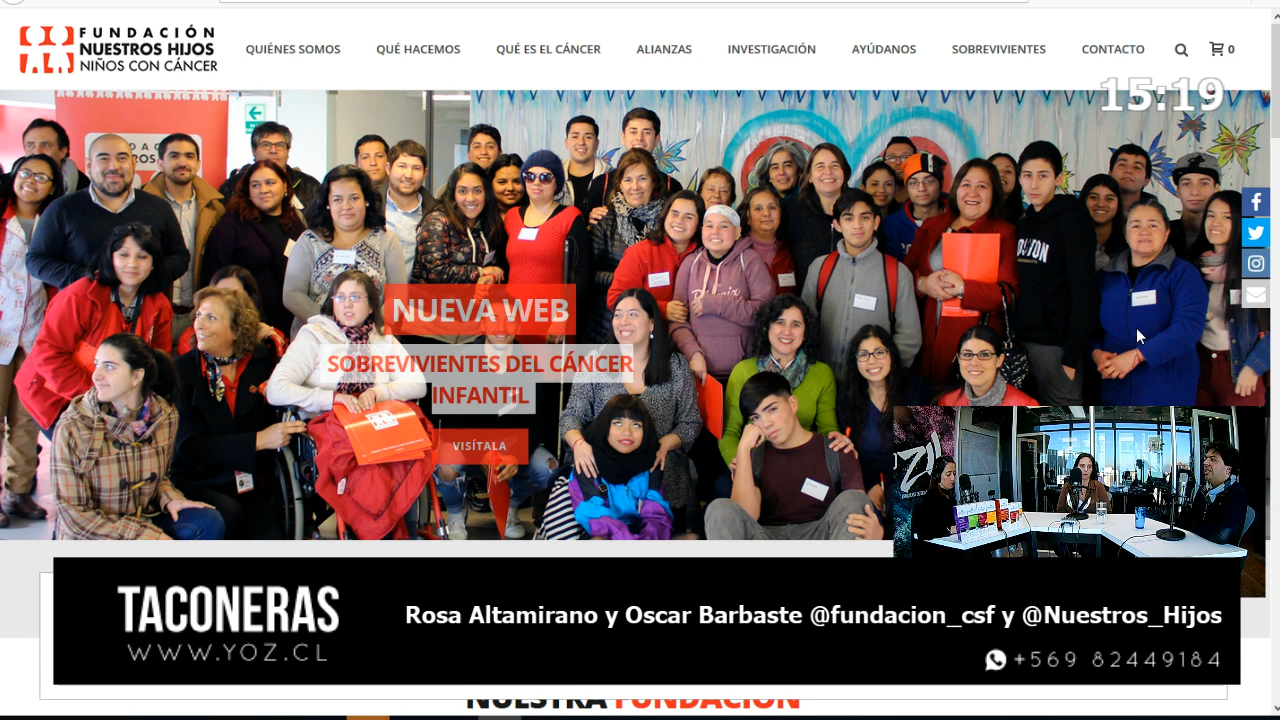 FUNDACIÓN
NUESTROS HIJOS
NIÑOS CON CÁNCER
QUIÉNES SOMOS
QUÉ HACEMOS
QUÉ ES EL CÁNCER
ALIANZAS
INVESTIGACIÓN
AYÚDANOS
SOBREVIVIENTES
CONTACTO
0
15:19
NUEVA WEB
SOBREVIVIENTES DEL CÁNCER
INFANTIL
VISÍTALA
TACONERAS
WWW.YOZ.CL
Rosa Altamirano y Oscar Barbaste @fundacion_csf y @Nuestros_Hijos
+569 82449184
NUESTRA FUNDACIÓN